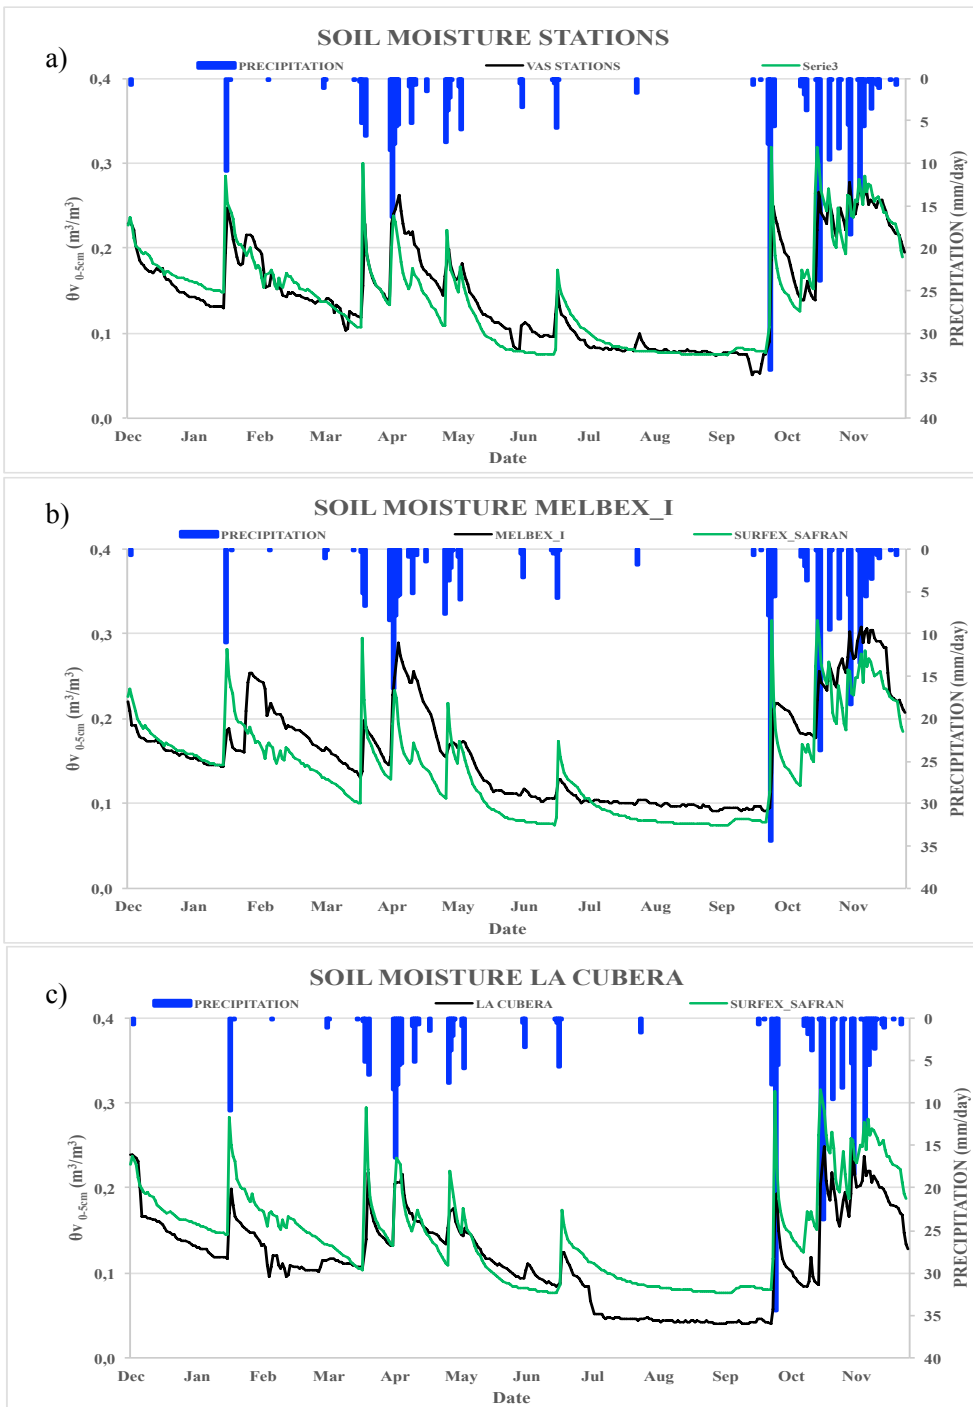 a)
SOIL MOISTURE STATIONS
PRECIPITATION VAS STATIONS Serie3
0,4 0,3 0,2 0,1 0,0
θv 0-5cm (m³/m³)
0 5 10 15 20 25 30 35 40
PRECIPITATION (mm/day)
Dec Jan Feb Mar Apr May Jun Jul Aug Sep Oct Nov
Date
b)
SOIL MOISTURE MELBEX_I
PRECIPITATION MELBEX_I SURFEX_SAFRAN
0,4 0,3 0,2 0,1 0,0
θv 0-5cm (m³/m³)
0 5 10 15 20 25 30 35 40
PRECIPITATION (mm/day)
Dec Jan Feb Mar Apr May Jun Jul Aug Sep Oct Nov
Date
c)
SOIL MOISTURE LA CUBERA
PRECIPITATION LA CUBERA SURFEX_SAFRAN
0,4 0,3 0,2 0,1 0,0
θv 0-5cm (m³/m³)
0 5 10 15 20 25 30 35 40
PRECIPITATION (mm/day)
Dec Jan Feb Mar Apr May Jun Jul Aug Sep Oct Nov
Date